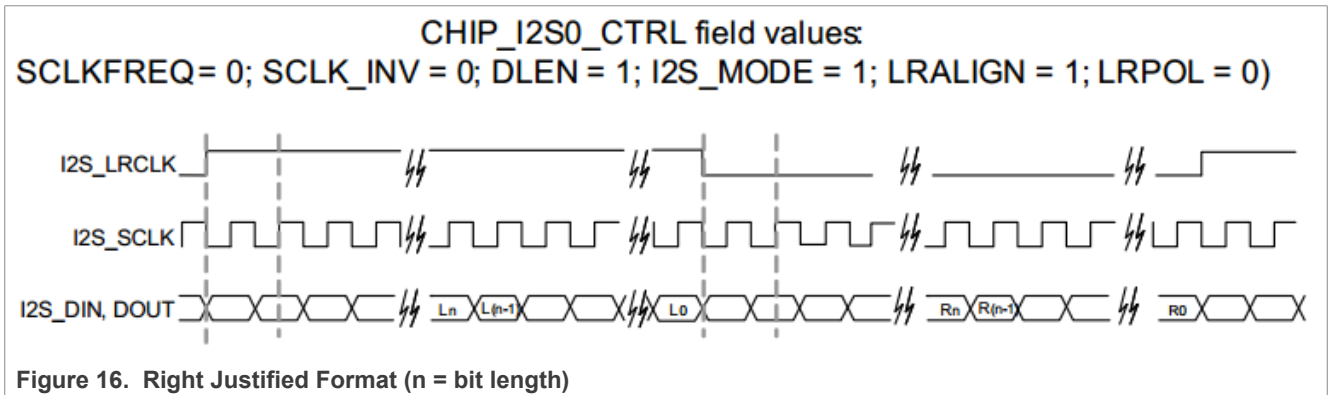 CHIP_I2S0_CTRL field values:
SCLKFREQ= 0; SCLK_INV = 0; DLEN = 1; I2S_MODE = 1; LRALIGN = 1; LRPOL = 0)
I2S_LRCLK
I2S_SCLK
I2S_DIN, DOUT Ln L(n-1) L0 Rn R(n-1) R0
Figure 16. Right Justified Format (n = bit length)